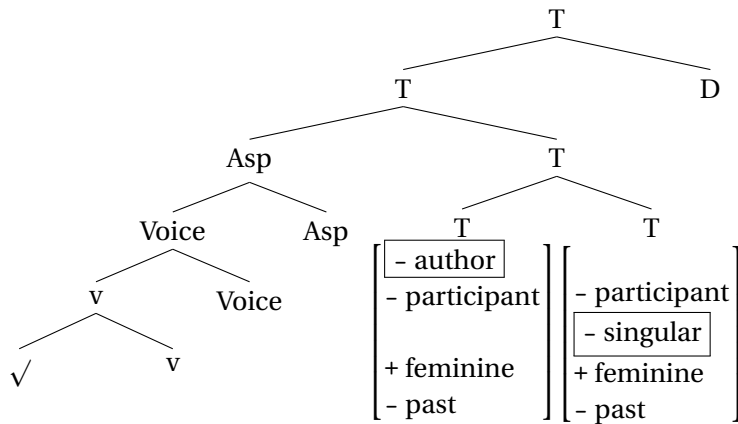 T
T D
Asp T
Voice Asp T T
v Voice
√ v
– author
– participant – participant
– singular
+ feminine + feminine
– past – past